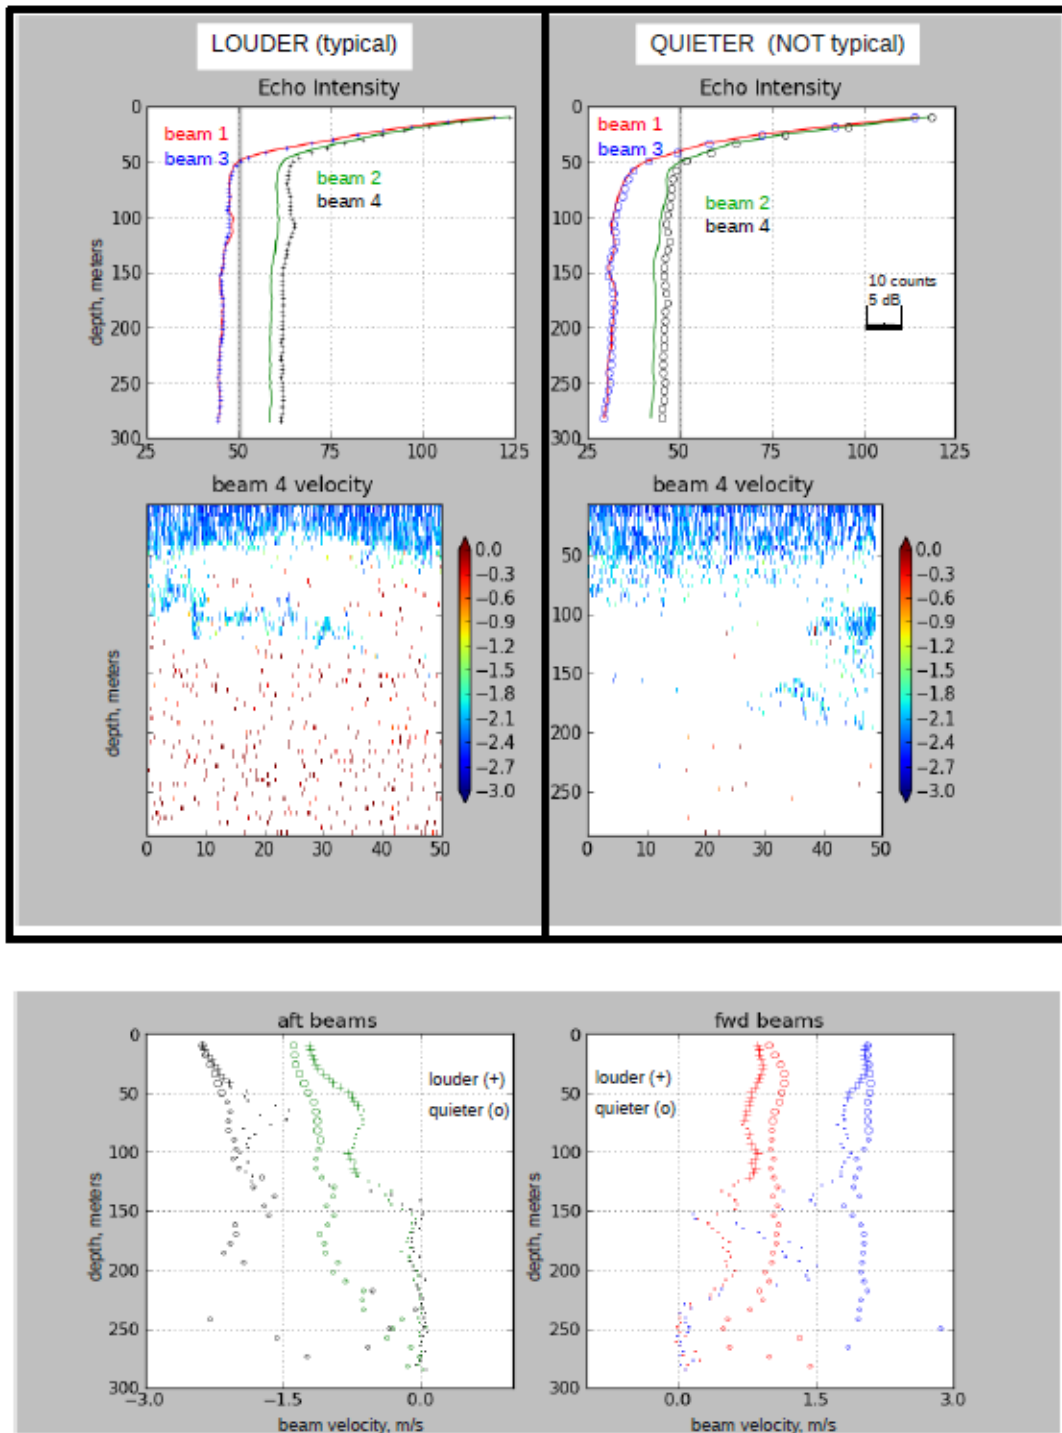 LOUDER (typical)
QUIETER (NOT typical)
Echo Intensity
Echo Intensity
0
50
100
150
200
250
300
depth, meters
beam 1
beam 3
beam 2
beam 4
25
50
75
100
125
0
50
100
150
200
250
300
beam 1
beam 3
beam 2
beam 4
10 counts
5 dB
25
50
75
100
125
beam 4 velocity
beam 4 velocity
depth, meters
0.0
−0.3
−0.6
−0.9
−1.2
−1.5
−1.8
−2.1
−2.4
−2.7
−3.0
0
10
20
30
40
50
50
100
150
200
250
0.0
−0.3
−0.6
−0.9
−1.2
−1.5
−1.8
−2.1
−2.4
−2.7
−3.0
0
10
20
30
40
50
aft beams
fwd beams
0
50
100
150
200
250
300
depth, meters
louder (+)
quieter (o)
−3.0
−1.5
0.0
beam velocity, m/s
0
50
100
150
200
250
300
depth, meters
louder (+)
quieter (o)
0.0
1.5
3.0
beam velocity, m/s